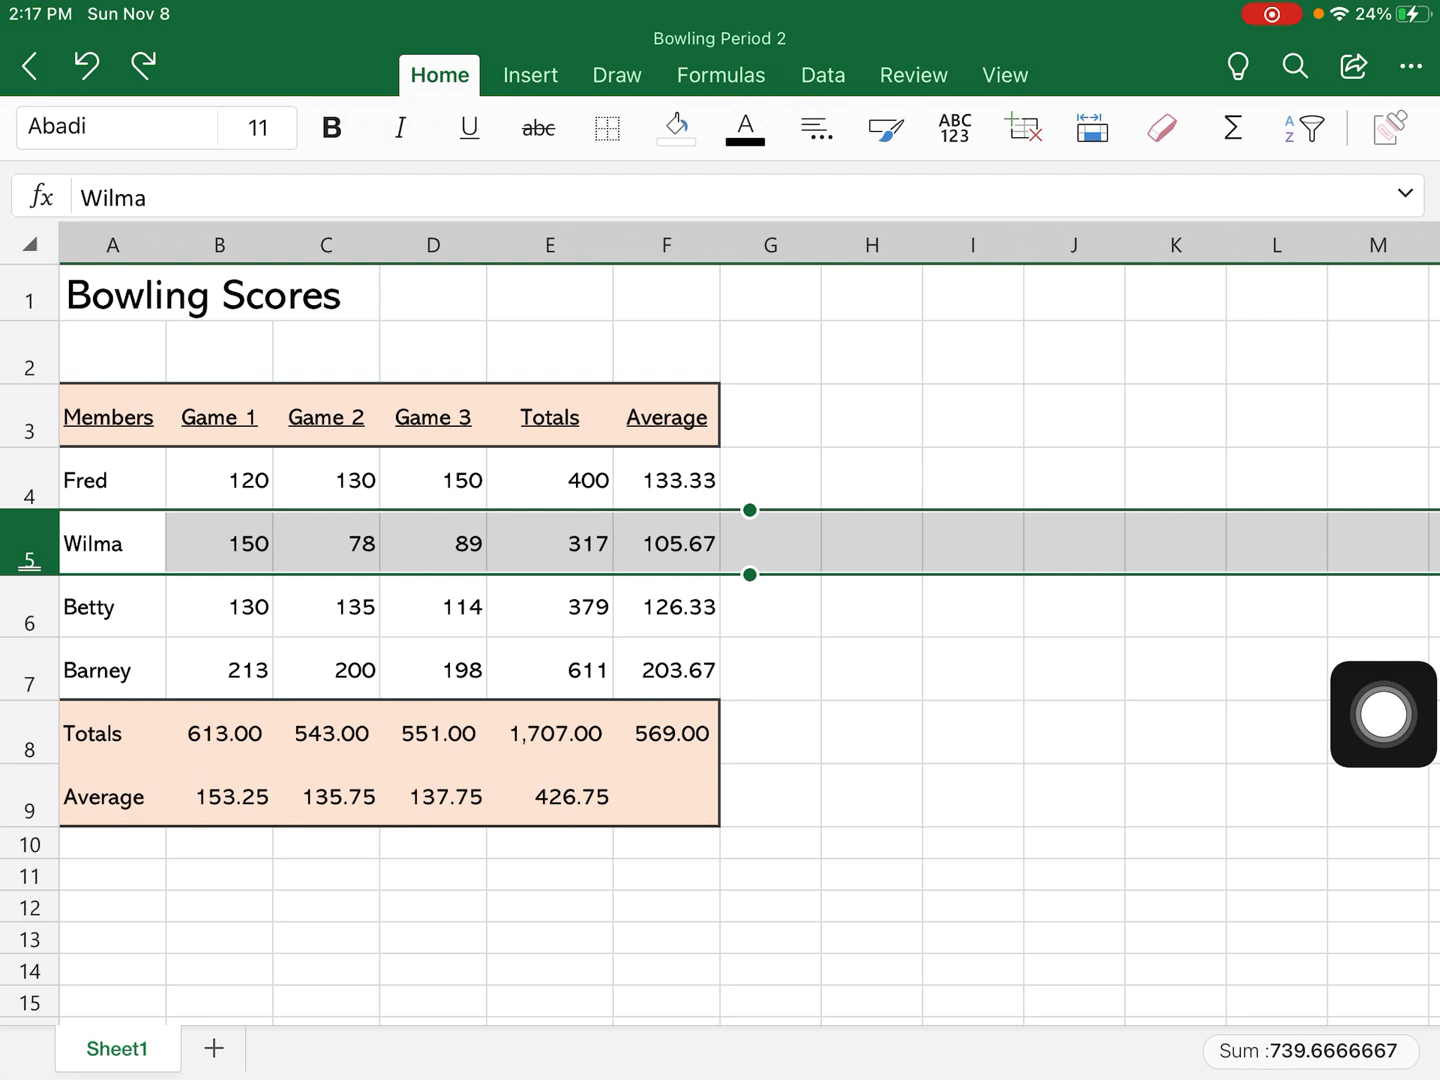 2:17 PM Sun Nov 8 24%
Bowling Period 2
Home Insert Draw Formulas Data Review View
Abadi 11 B I U abc A ABC 123 Σ A Z
fx Wilma
A B C D E F G H I J K L M
1 Bowling Scores
2
3 Members Game 1 Game 2 Game 3 Totals Average
4 Fred 120 130 150 400 133.33
5 Wilma 150 78 89 317 105.67
6 Betty 130 135 114 379 126.33
7 Barney 213 200 198 611 203.67
8 Totals 613.00 543.00 551.00 1,707.00 569.00
9 Average 153.25 135.75 137.75 426.75
10
11
12
13
14
15
Sheet1 + Sum :739.6666667